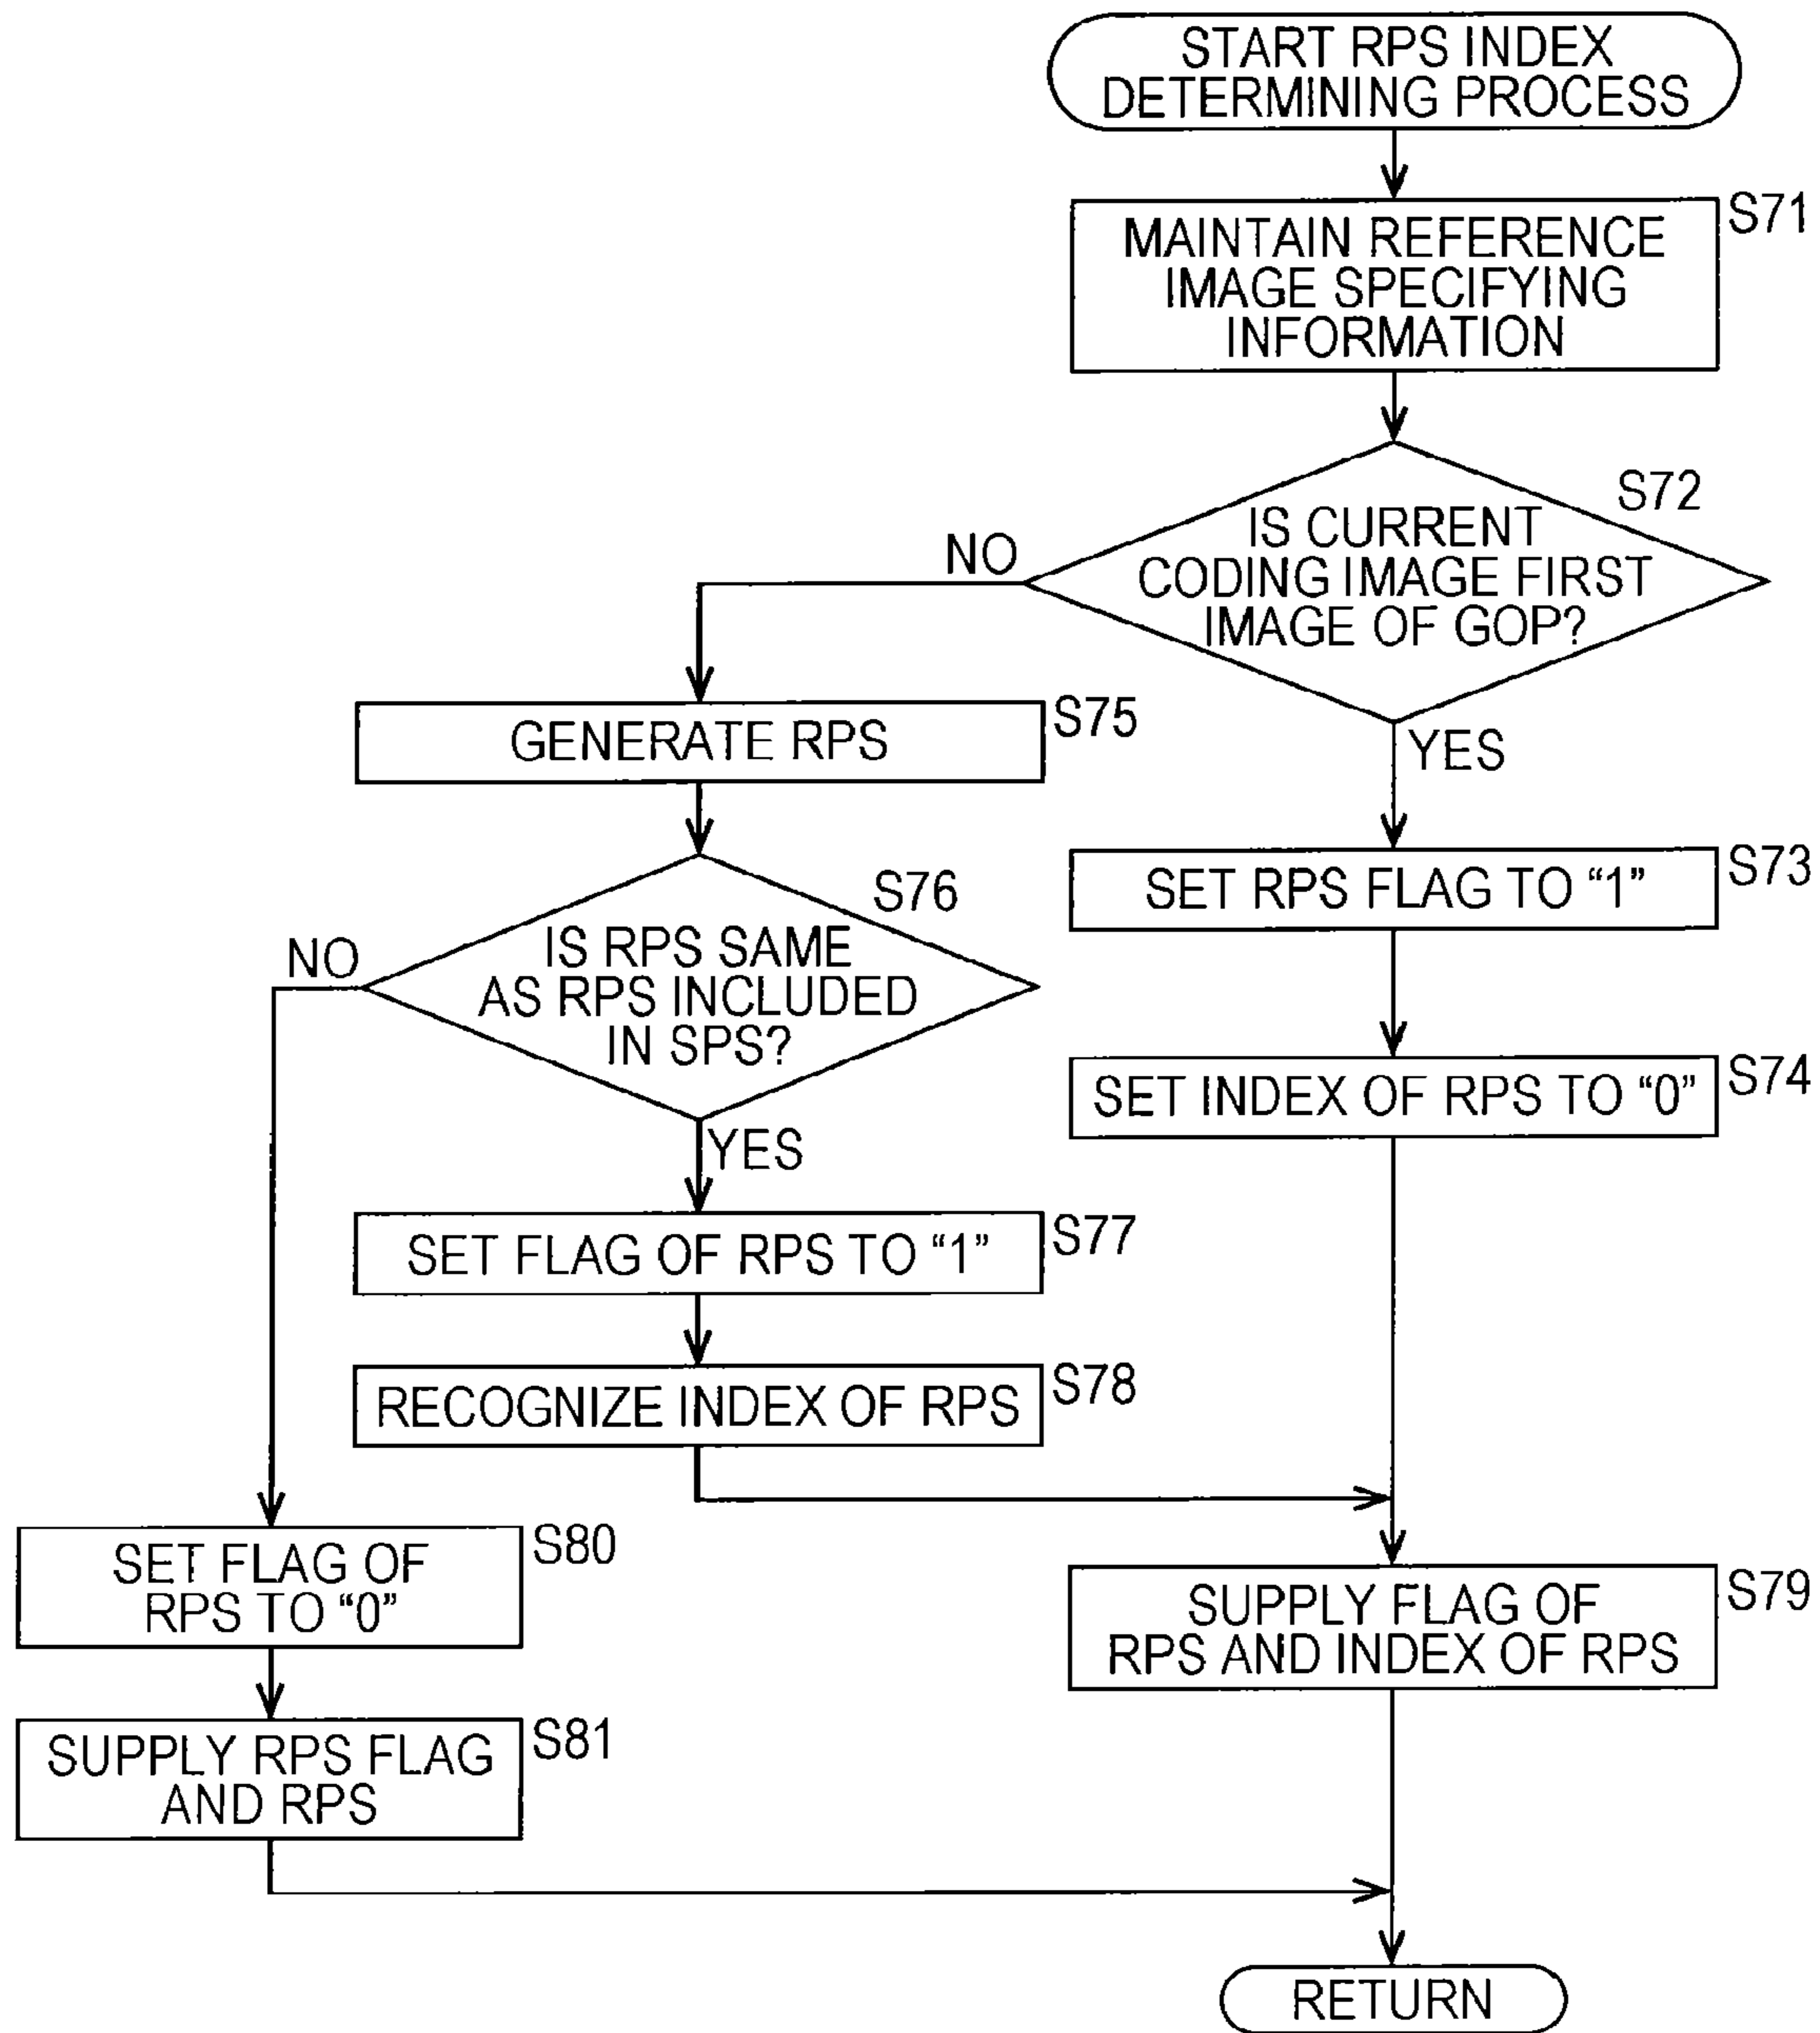 START RPS INDEX
DETERMINING PROCESS
S71
MAINTAIN REFERENCE
IMAGE SPECIFYING
INFORMATION
S72
IS CURRENT
CODING IMAGE FIRST
IMAGE OF GOP?
NO
YES
S75
GENERATE RPS
S73
SET RPS FLAG TO “1”
S76
IS RPS SAME
AS RPS INCLUDED
IN SPS?
NO
YES
S74
SET INDEX OF RPS TO “0”
S77
SET FLAG OF RPS TO “1”
S78
RECOGNIZE INDEX OF RPS
S80
SET FLAG OF
RPS TO “0”
S79
SUPPLY FLAG OF
RPS AND INDEX OF RPS
S81
SUPPLY RPS FLAG
AND RPS
RETURN